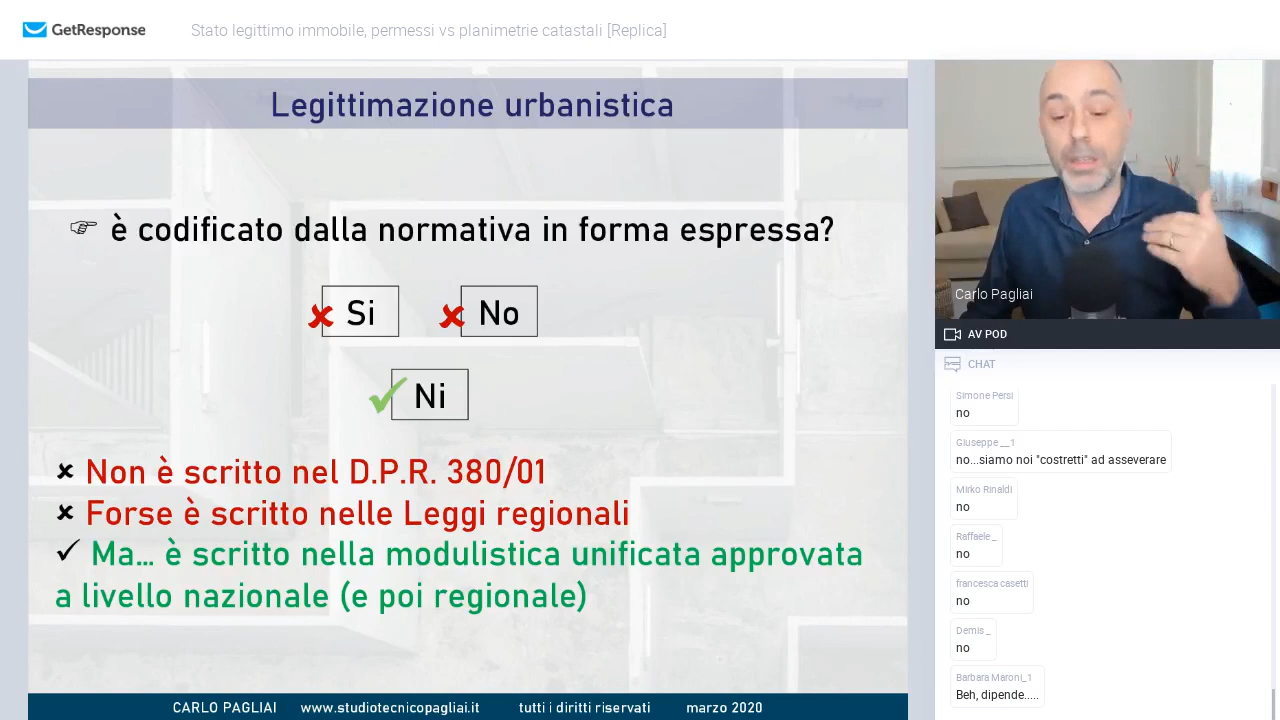 GetResponse
Stato legittimo immobile, permessi vs planimetrie catastali [Replica]
Legittimazione urbanistica
☞ è codificato dalla normativa in forma espressa?
✘ Si ✘ No
✓ Ni
✘ Non è scritto nel D.P.R. 380/01
✘ Forse è scritto nelle Leggi regionali
✓ Ma... è scritto nella modulistica unificata approvata
a livello nazionale (e poi regionale)
CARLO PAGLIAI www.studiotecnicopagliai.it tutti i diritti riservati marzo 2020
Carlo Pagliai
AV POD
CHAT
Simone Persi
no
Giuseppe __1
no...siamo noi "costretti" ad asseverare
Mirko Rinaldi
no
Raffaele _
no
francesca casetti
no
Demis _
no
Barbara Maroni_1
Beh, dipende.....